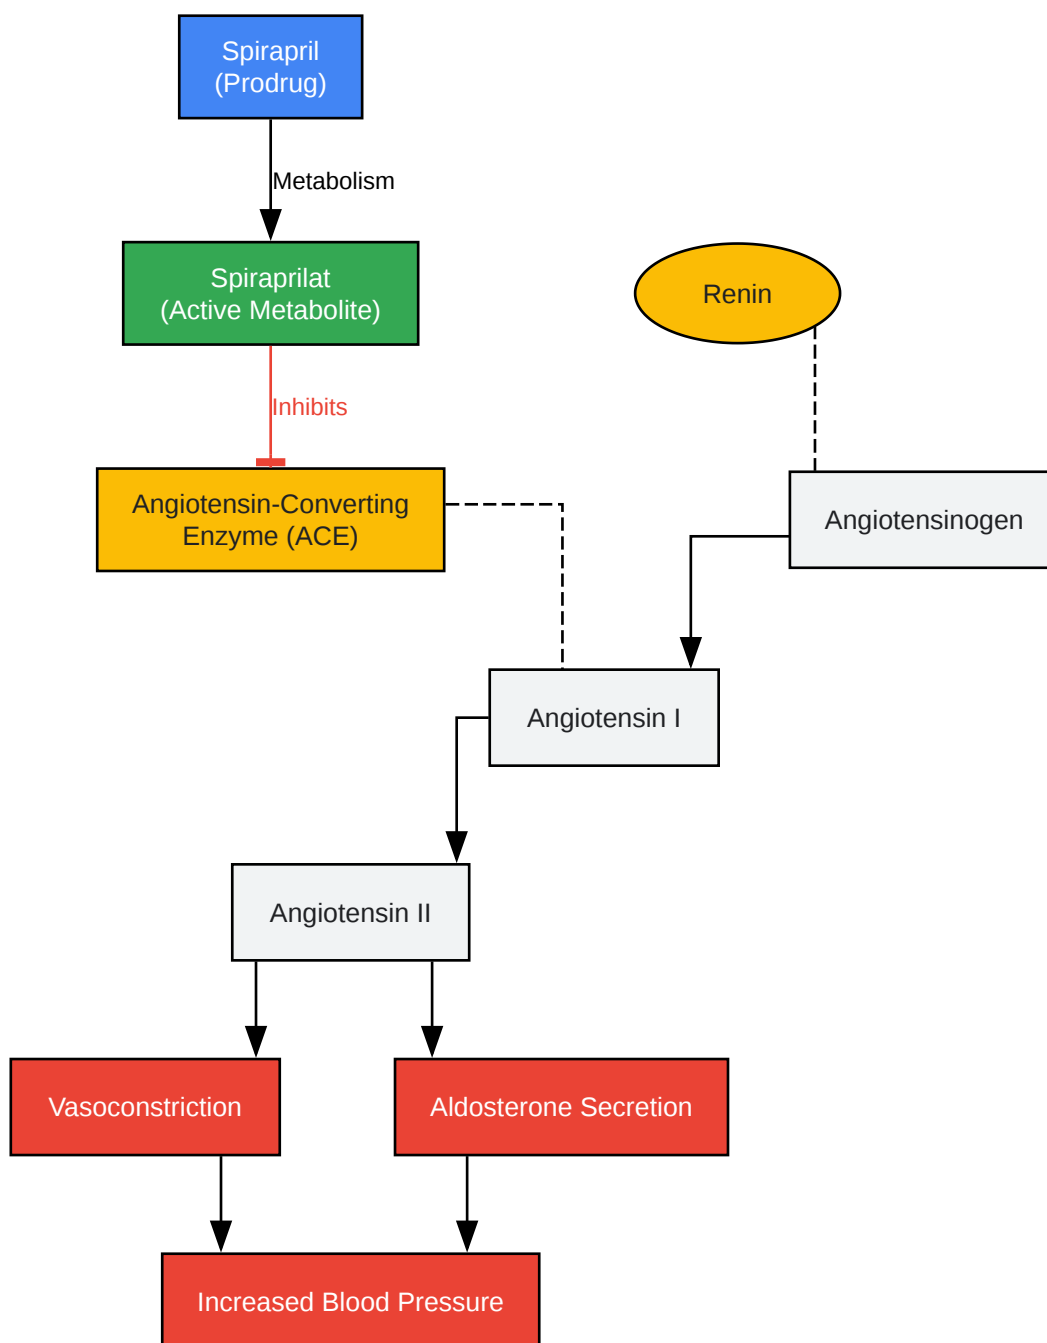 Spirapril
(Prodrug)
Metabolism
Spiraprilat
(Active Metabolite)
Renin
Inhibits
Angiotensin-Converting
Enzyme (ACE)
Angiotensinogen
Angiotensin I
Angiotensin II
Vasoconstriction
Aldosterone Secretion
Increased Blood Pressure